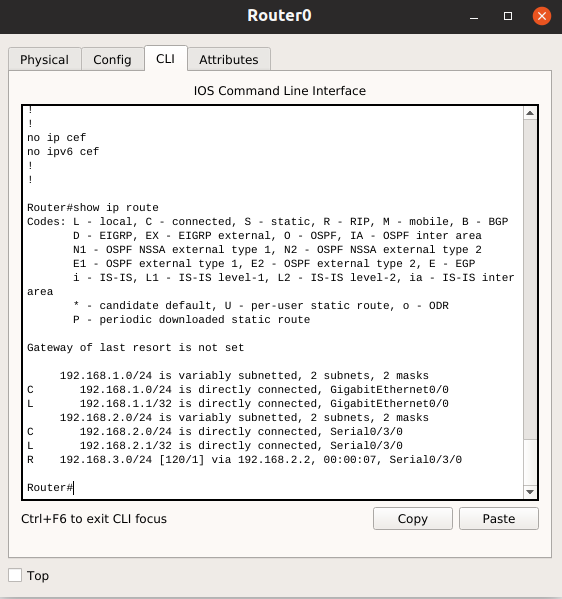 Router0
Physical Config CLI Attributes
IOS Command Line Interface
!
!
no ip cef
no ipv6 cef
!
!
Router#show ip route
Codes: L - local, C - connected, S - static, R - RIP, M - mobile, B - BGP
D - EIGRP, EX - EIGRP external, O - OSPF, IA - OSPF inter area
N1 - OSPF NSSA external type 1, N2 - OSPF NSSA external type 2
E1 - OSPF external type 1, E2 - OSPF external type 2, E - EGP
i - IS-IS, L1 - IS-IS level-1, L2 - IS-IS level-2, ia - IS-IS inter
area
* - candidate default, U - per-user static route, o - ODR
P - periodic downloaded static route
Gateway of last resort is not set
192.168.1.0/24 is variably subnetted, 2 subnets, 2 masks
C 192.168.1.0/24 is directly connected, GigabitEthernet0/0
L 192.168.1.1/32 is directly connected, GigabitEthernet0/0
192.168.2.0/24 is variably subnetted, 2 subnets, 2 masks
C 192.168.2.0/24 is directly connected, Serial0/3/0
L 192.168.2.1/32 is directly connected, Serial0/3/0
R 192.168.3.0/24 [120/1] via 192.168.2.2, 00:00:07, Serial0/3/0
Router#
Ctrl+F6 to exit CLI focus Copy Paste
Top